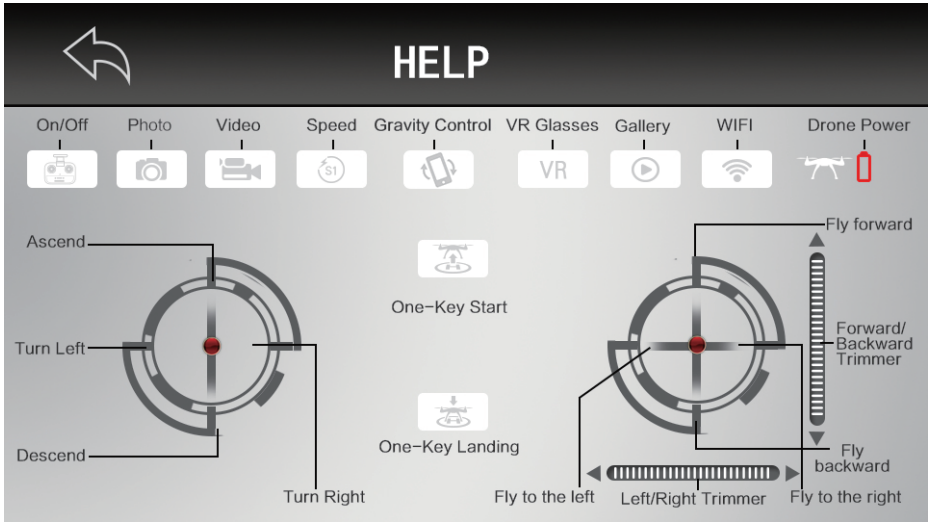 HELP
On/Off
Photo
Video
Speed
Gravity Control
VR Glasses
Gallery
WIFI
Drone Power
S1
VR
Ascend
Turn Left
Descend
Turn Right
One-Key Start
One-Key Landing
Fly forward
Forward/
Backward
Trimmer
Fly
backward
Fly to the left
Left/Right Trimmer
Fly to the right